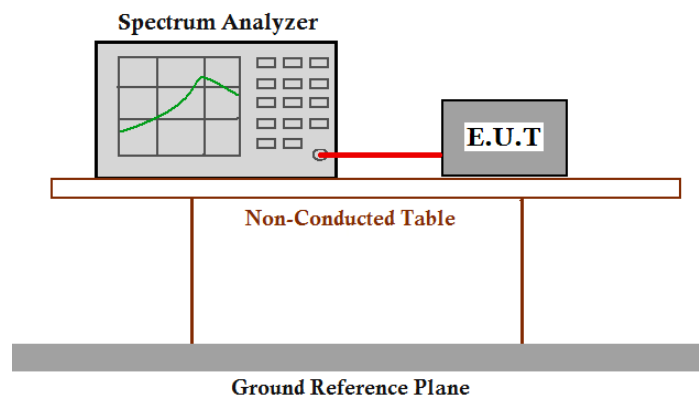 Spectrum Analyzer
E.U.T
Non-Conducted Table
Ground Reference Plane